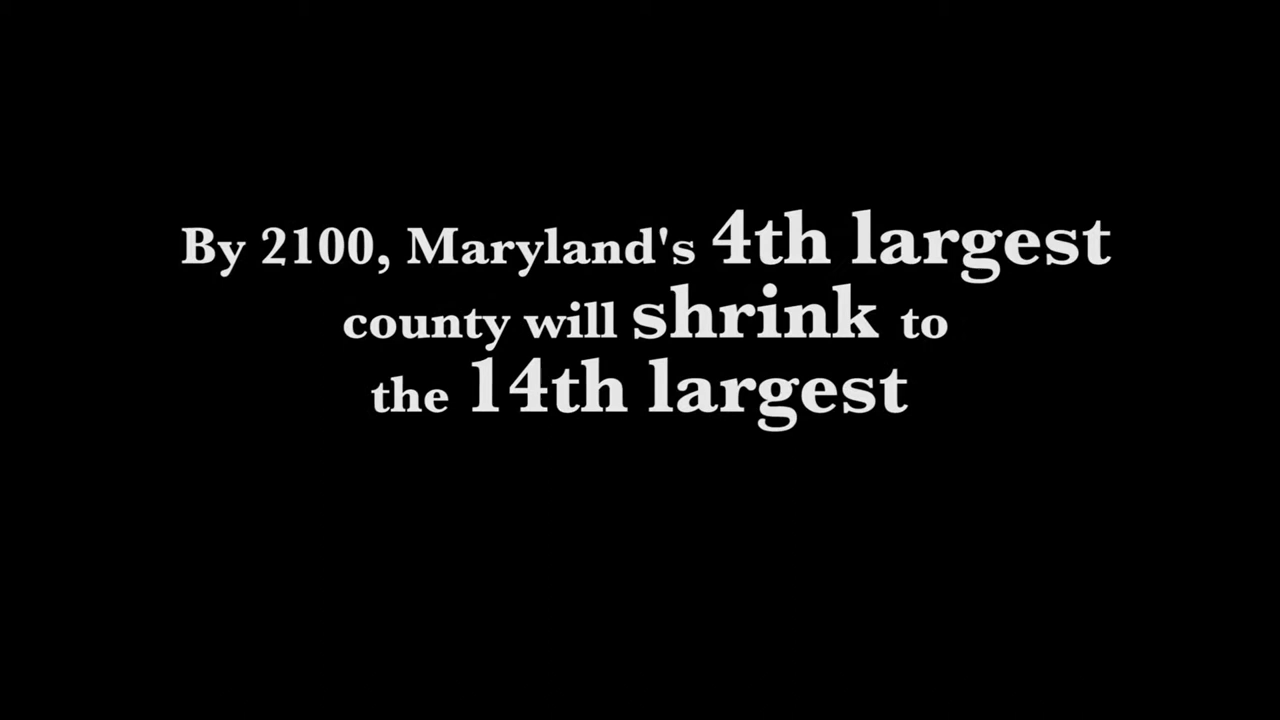 By 2100, Maryland's 4th largest
county will shrink to
the 14th largest